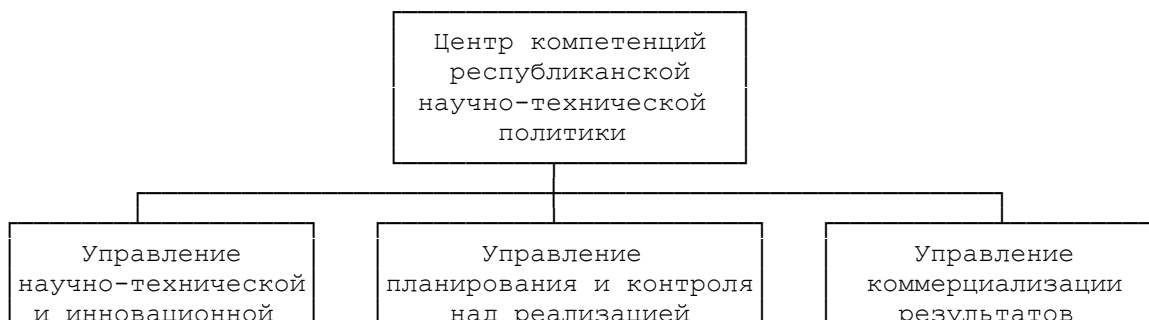 Центр компетенций
республиканской
научно-технической
политики
Управление
научно-технической
и инновационной
Управление
планирования и контроля
над реализацией
Управление
коммерциализации
результатов